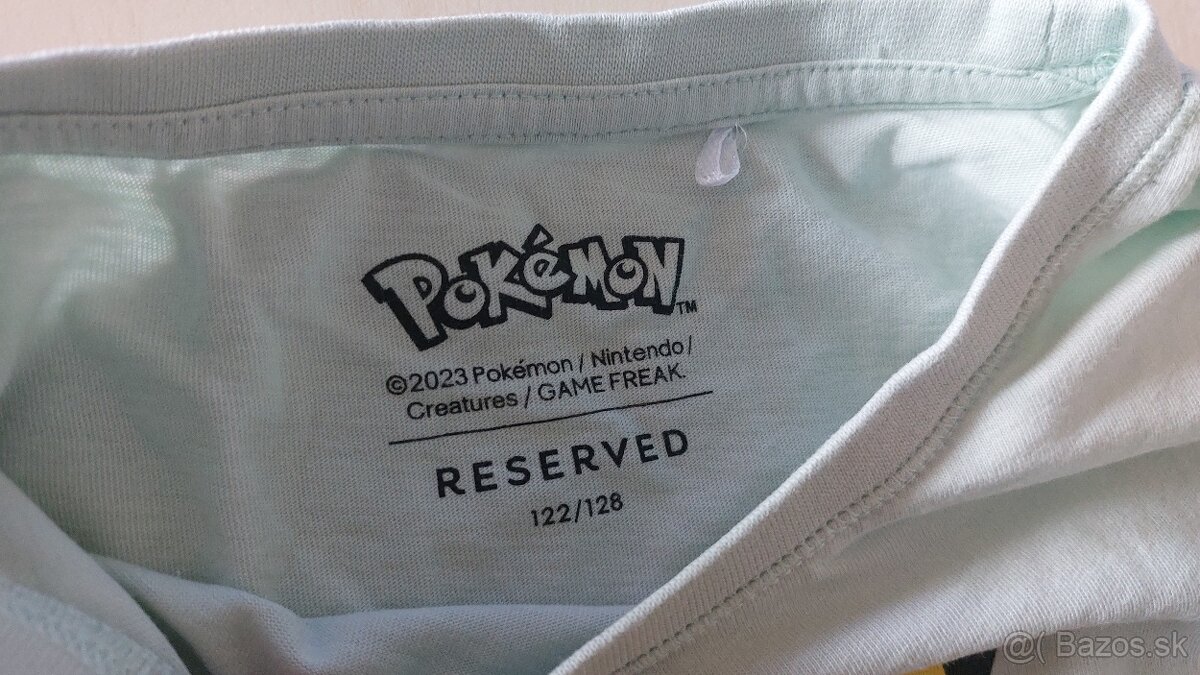 POKéMON™
©2023 Pokémon / Nintendo /
Creatures / GAME FREAK.
RESERVED
122/128
@( Bazos.sk